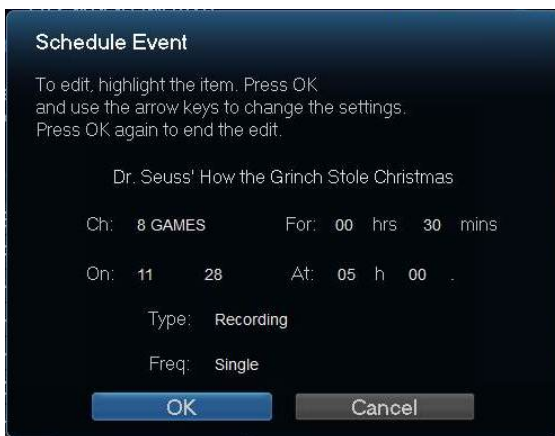 Schedule Event
To edit, highlight the item. Press OK
and use the arrow keys to change the settings.
Press OK again to end the edit.
Dr. Seuss' How the Grinch Stole Christmas
Ch: 8 GAMES For: 00 hrs 30 mins
On: 11 28 At: 05 h 00 .
Type: Recording
Freq: Single
OK Cancel